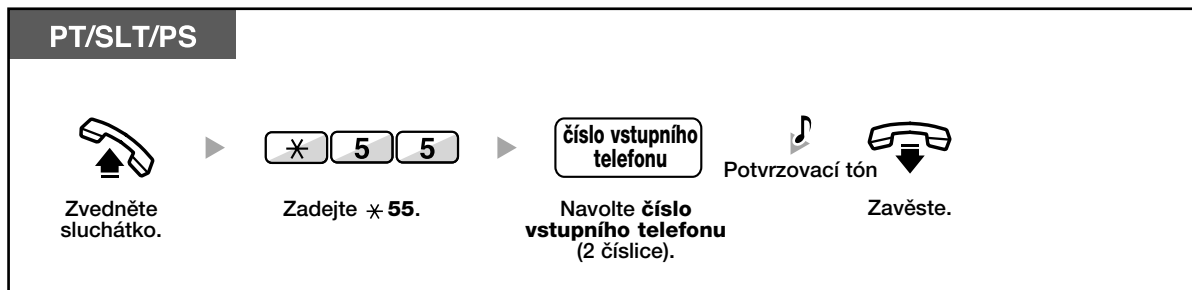 PT/SLT/PS
Zvedněte
sluchátko.
✳ 5 5
Zadejte ✳ 55.
číslo vstupního
telefonu
Navolte číslo
vstupního telefonu
(2 číslice).
Potvrzovací tón
Zavěste.